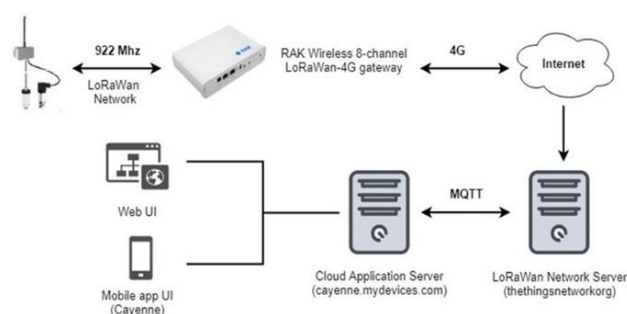 922 Mhz
LoRaWan
Network
RAK
RAK Wireless 8-channel
LoRaWan-4G gateway
4G
Internet
Web UI
Mobile app UI
(Cayenne)
Cloud Application Server
(cayenne.mydevices.com)
MQTT
LoRaWan Network Server
(thethingsnetworkorg)